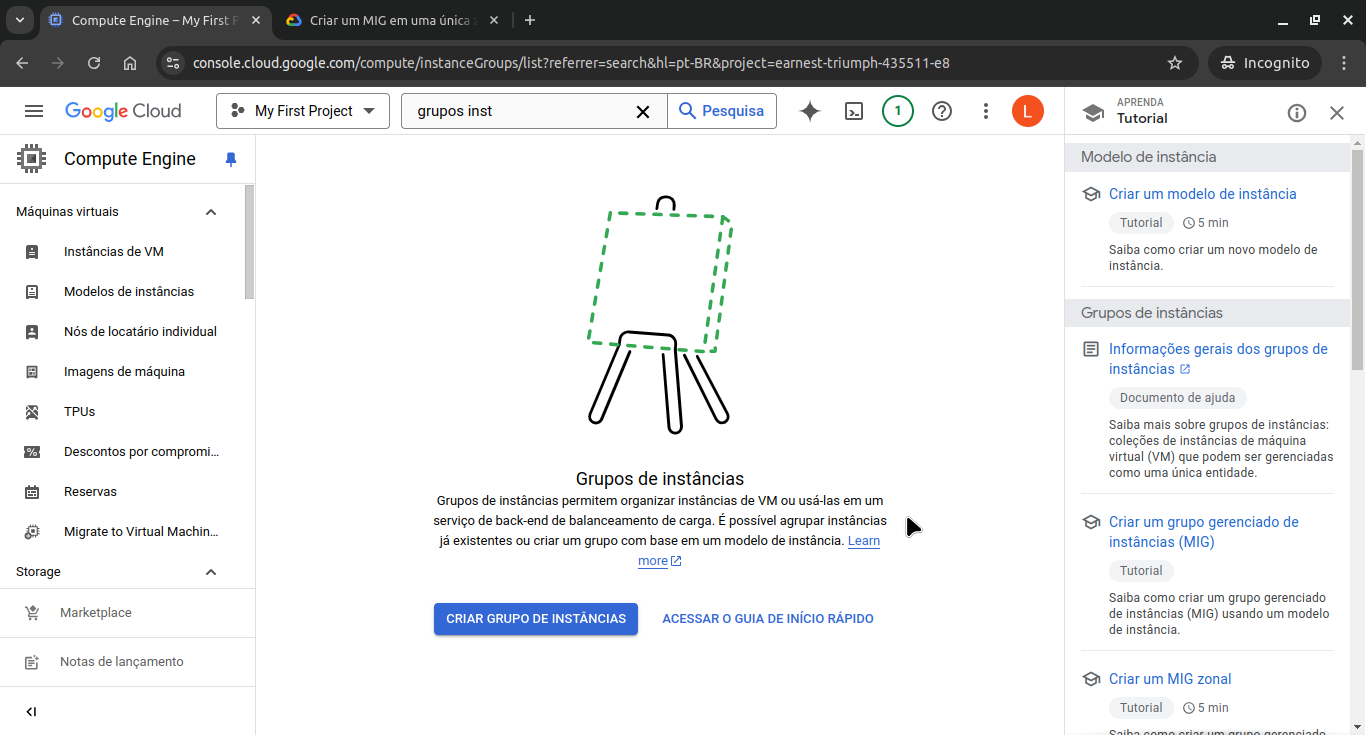 Compute Engine – My First P
Criar um MIG em uma única
console.cloud.google.com/compute/instanceGroups/list?referrer=search&hl=pt-BR&project=earnest-triumph-435511-e8
Incognito
Google Cloud
My First Project
grupos inst
Pesquisa
1
L
APRENDA
Tutorial
Compute Engine
Máquinas virtuais
Instâncias de VM
Modelos de instâncias
Nós de locatário individual
Imagens de máquina
TPUs
Descontos por compromi...
Reservas
Migrate to Virtual Machin...
Storage
Marketplace
Notas de lançamento
Grupos de instâncias
Grupos de instâncias permitem organizar instâncias de VM ou usá-las em um
serviço de back-end de balanceamento de carga. É possível agrupar instâncias
já existentes ou criar um grupo com base em um modelo de instância. Learn
more
CRIAR GRUPO DE INSTÂNCIAS
ACESSAR O GUIA DE INÍCIO RÁPIDO
Modelo de instância
Criar um modelo de instância
Tutorial
5 min
Saiba como criar um novo modelo de
instância.
Grupos de instâncias
Informações gerais dos grupos de
instâncias
Documento de ajuda
Saiba mais sobre grupos de instâncias:
coleções de instâncias de máquina
virtual (VM) que podem ser gerenciadas
como uma única entidade.
Criar um grupo gerenciado de
instâncias (MIG)
Tutorial
Saiba como criar um grupo gerenciado
de instâncias (MIG) usando um modelo
de instância.
Criar um MIG zonal
Tutorial
5 min
Saiba como criar um grupo gerenciado